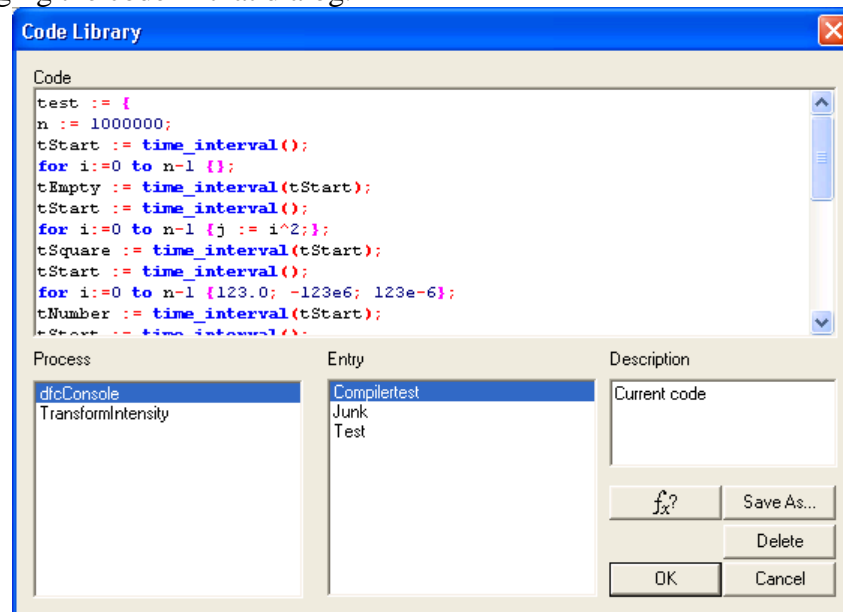 Code Library
Code
test := {
n := 1000000;
tStart := time_interval();
for i:=0 to n-1 {};
tEmpty := time_interval(tStart);
tStart := time_interval();
for i:=0 to n-1 {j := i^2;};
tSquare := time_interval(tStart);
tStart := time_interval();
for i:=0 to n-1 {123.0; -123e6; 123e-6};
tNumber := time_interval(tStart);
tStart := time_interval();
Process
Entry
Description
dfcConsole
TransformIntensity
Compilertest
Junk
Test
Current code
fx?
Save As...
Delete
OK
Cancel